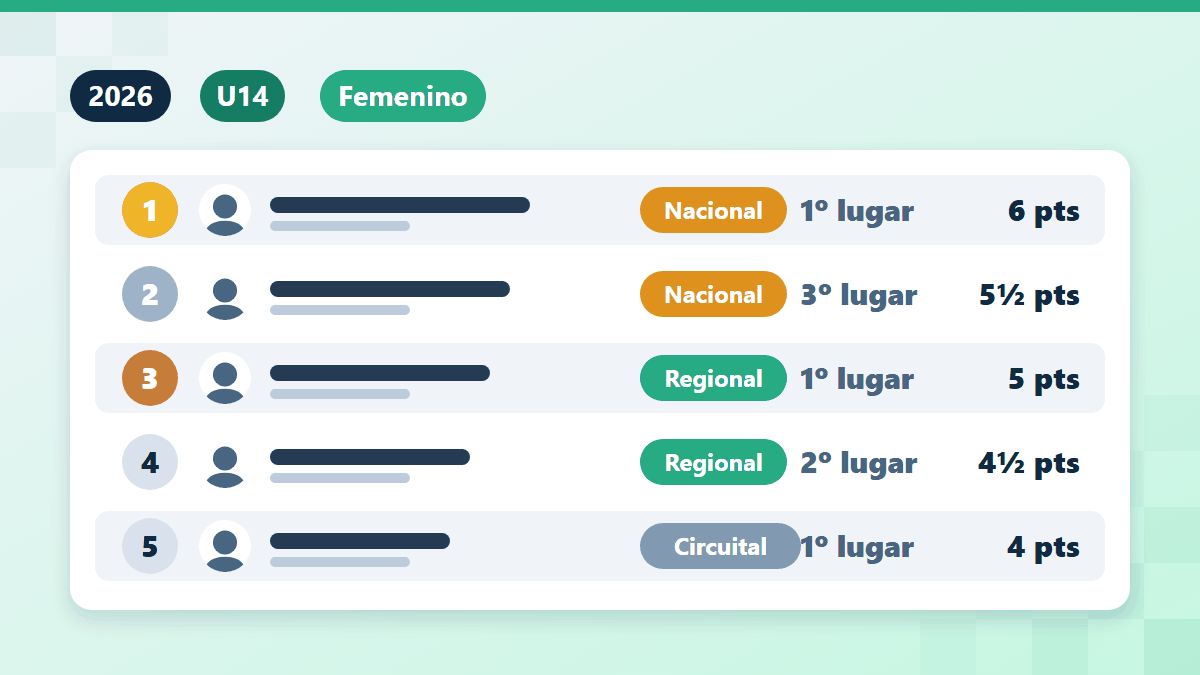 2026 U14 Femenino
1 Nacional 1º lugar 6 pts
2 Nacional 3º lugar 5½ pts
3 Regional 1º lugar 5 pts
4 Regional 2º lugar 4½ pts
5 Circuital 1º lugar 4 pts